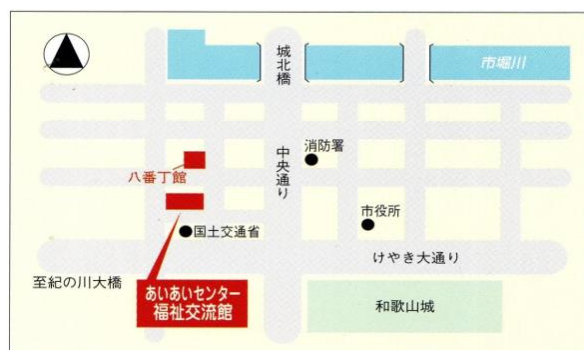 城北橋
市堀川
消防署
中央通り
八番丁館
市役所
国土交通省
けやき大通り
至紀の川大橋
あいあいセンター
福祉交流館
和歌山城